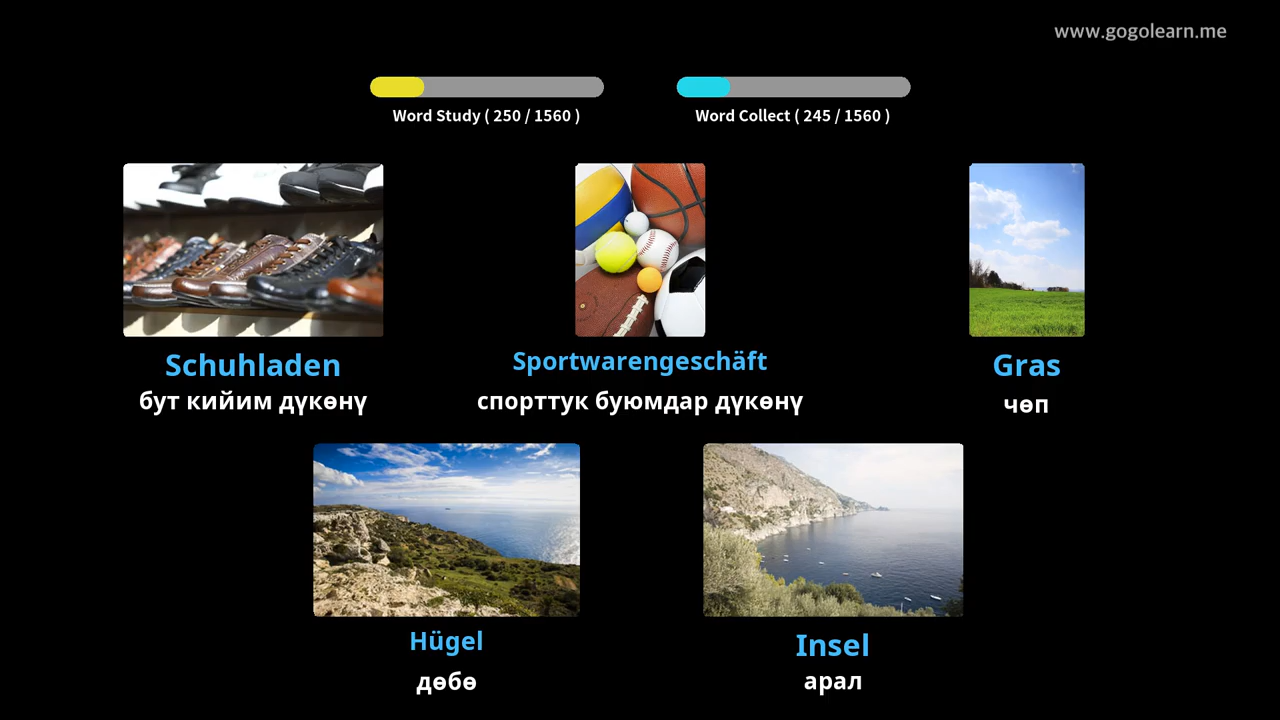 www.gogolearn.me
Word Study ( 250 / 1560 )
Word Collect ( 245 / 1560 )
Schuhladen
бут кийим дүкөнү
Sportwarengeschäft
спорттук буюмдар дүкөнү
Gras
чөп
Hügel
дөбө
Insel
арал